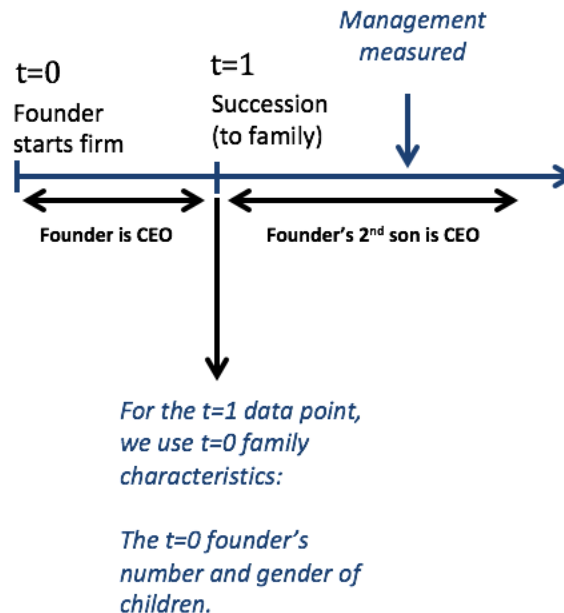 Management
measured
t=0
Founder
starts firm
t=1
Succession
(to family)
Founder is CEO
Founder's 2nd son is CEO
For the t=1 data point,
we use t=0 family
characteristics:
The t=0 founder's
number and gender of
children.